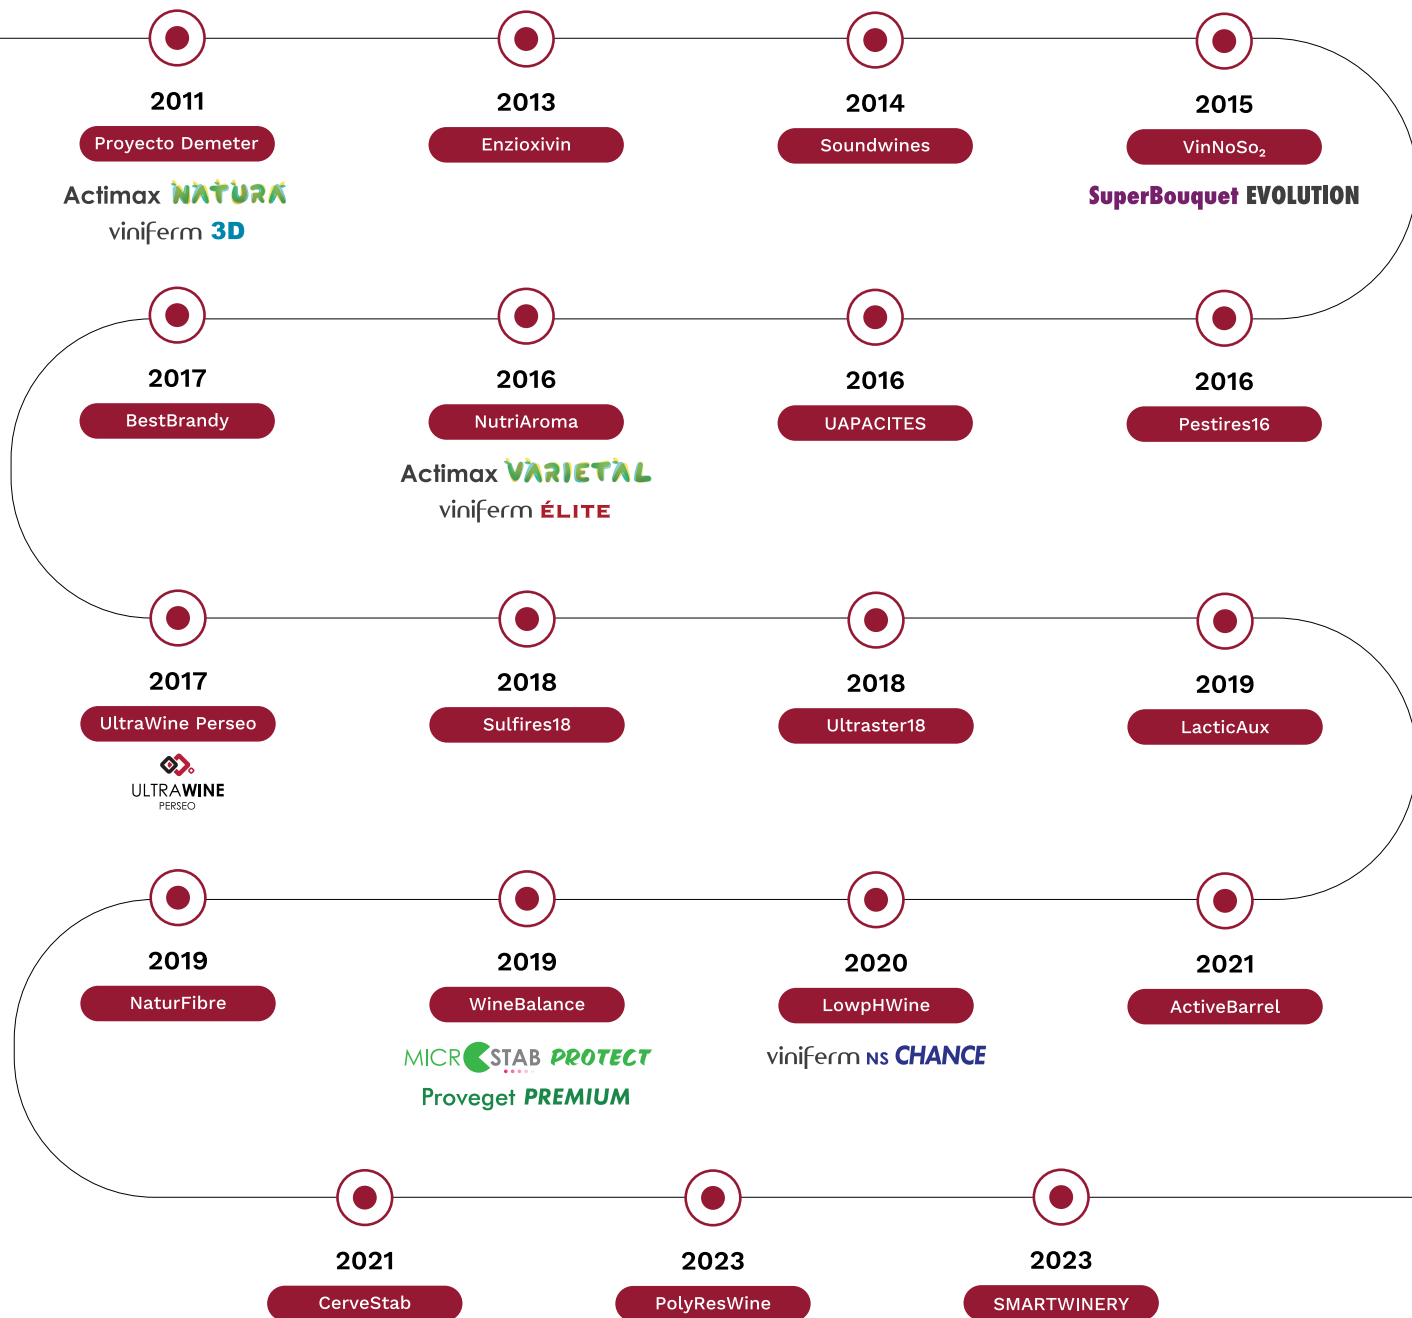 2011
Proyecto Demeter
Actimax NATURA
viniferm 3D
2013
Enzioxivin
2014
Soundwines
2015
VinNoSo₂
SuperBouquet EVOLUTION
2017
BestBrandy
2016
NutriAroma
Actimax VARIETAL
viniferm ÉLITE
2016
UAPACITES
2016
Pestires16
2017
UltraWine Perseo
ULTRAWINE
PERSEO
2018
Sulfires18
2018
Ultraster18
2019
LacticAux
2019
NaturFibre
2019
WineBalance
MICROSTAB PROTECT
Proveget PREMIUM
2020
LowpHWine
viniferm NS CHANCE
2021
ActiveBarrel
2021
CerveStab
2023
PolyResWine
2023
SMARTWINERY